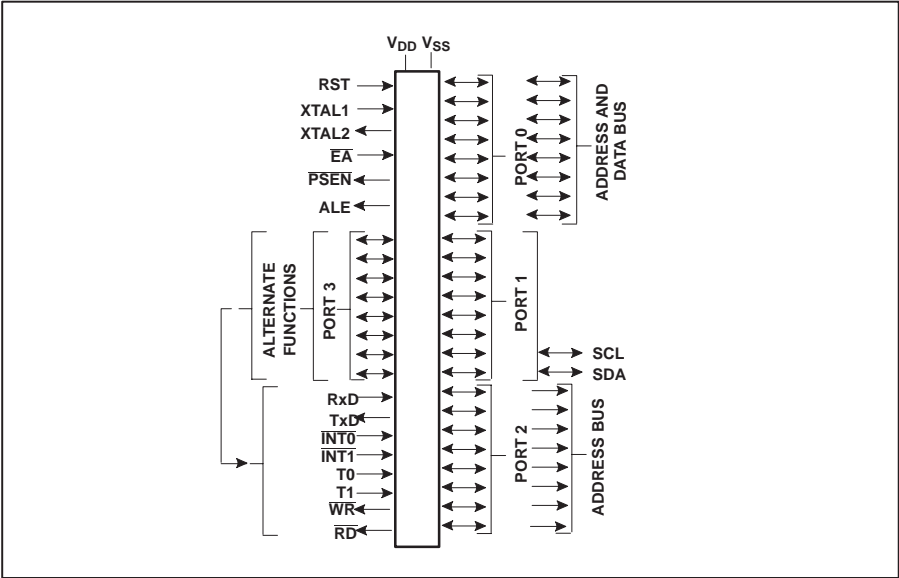 VDD VSS
RST
XTAL1
XTAL2
EA
PSEN
ALE
PORT 0
ADDRESS AND
DATA BUS
ALTERNATE
FUNCTIONS
PORT 3
PORT 1
SCL
SDA
RxD
TxD
INT0
INT1
T0
T1
WR
RD
PORT 2
ADDRESS BUS